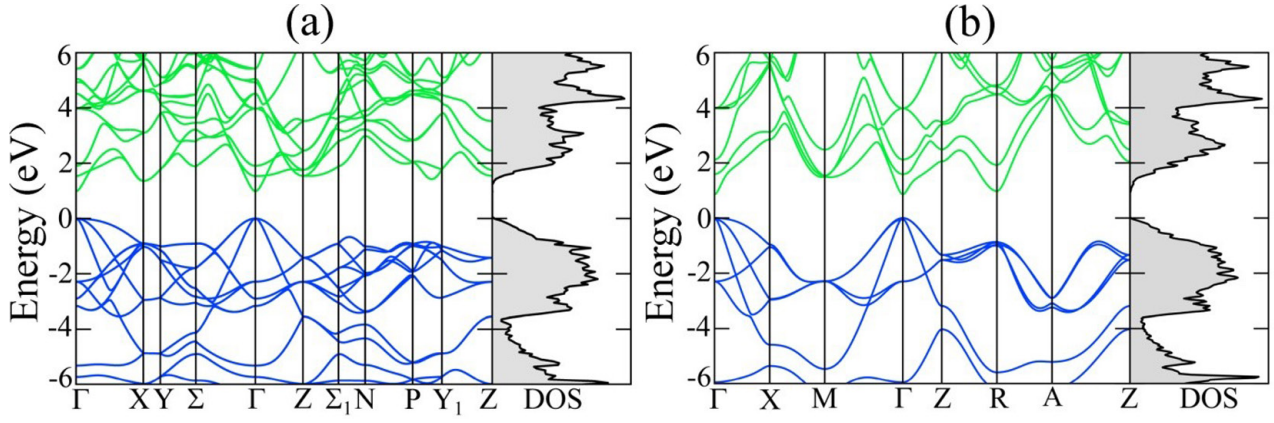 (a)
(b)
Energy (eV)
6
4
2
0
-2
-4
-6
Γ X Y Σ Γ Z Σ₁ N P Y₁ Z DOS
Energy (eV)
6
4
2
0
-2
-4
-6
Γ X M Γ Z R A Z DOS